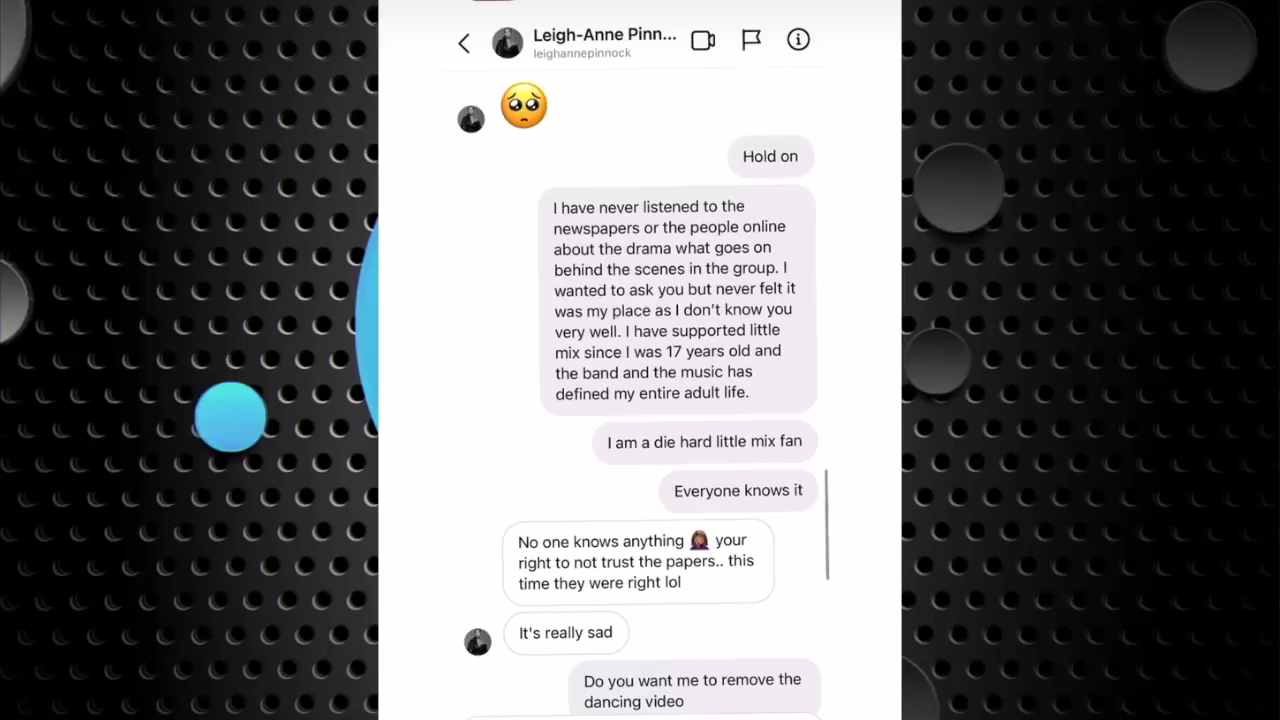 Leigh-Anne Pinn...
leighannepinnock
Hold on
I have never listened to the
newspapers or the people online
about the drama what goes on
behind the scenes in the group. I
wanted to ask you but never felt it
was my place as I don’t know you
very well. I have supported little
mix since I was 17 years old and
the band and the music has
defined my entire adult life.
I am a die hard little mix fan
Everyone knows it
No one knows anything 🤦🏽‍♀️ your
right to not trust the papers.. this
time they were right lol
It's really sad
Do you want me to remove the
dancing video